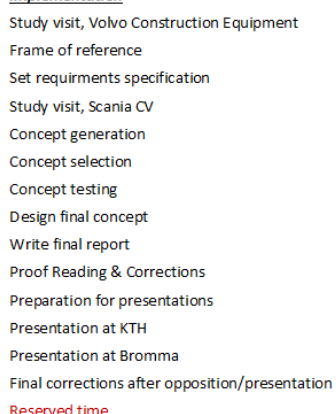 Implementation
Study visit, Volvo Construction Equipment
Frame of reference
Set requirments specification
Study visit, Scania CV
Concept generation
Concept selection
Concept testing
Design final concept
Write final report
Proof Reading & Corrections
Preparation for presentations
Presentation at KTH
Presentation at Bromma
Final corrections after opposition/presentation
Reserved time